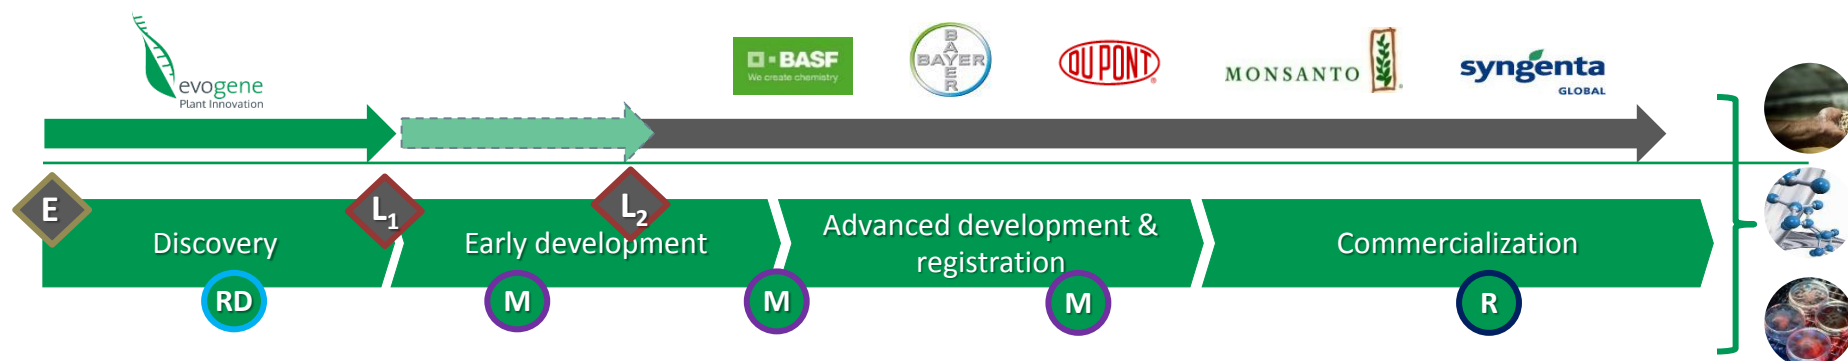 evogene
Plant Innovation
BASF
We create chemistry
BAYER
BAYER
DU PONT
MONSANTO
syngenta
GLOBAL
E
L1
L2
Discovery
Early development
Advanced development &
registration
Commercialization
RD
M
M
M
R